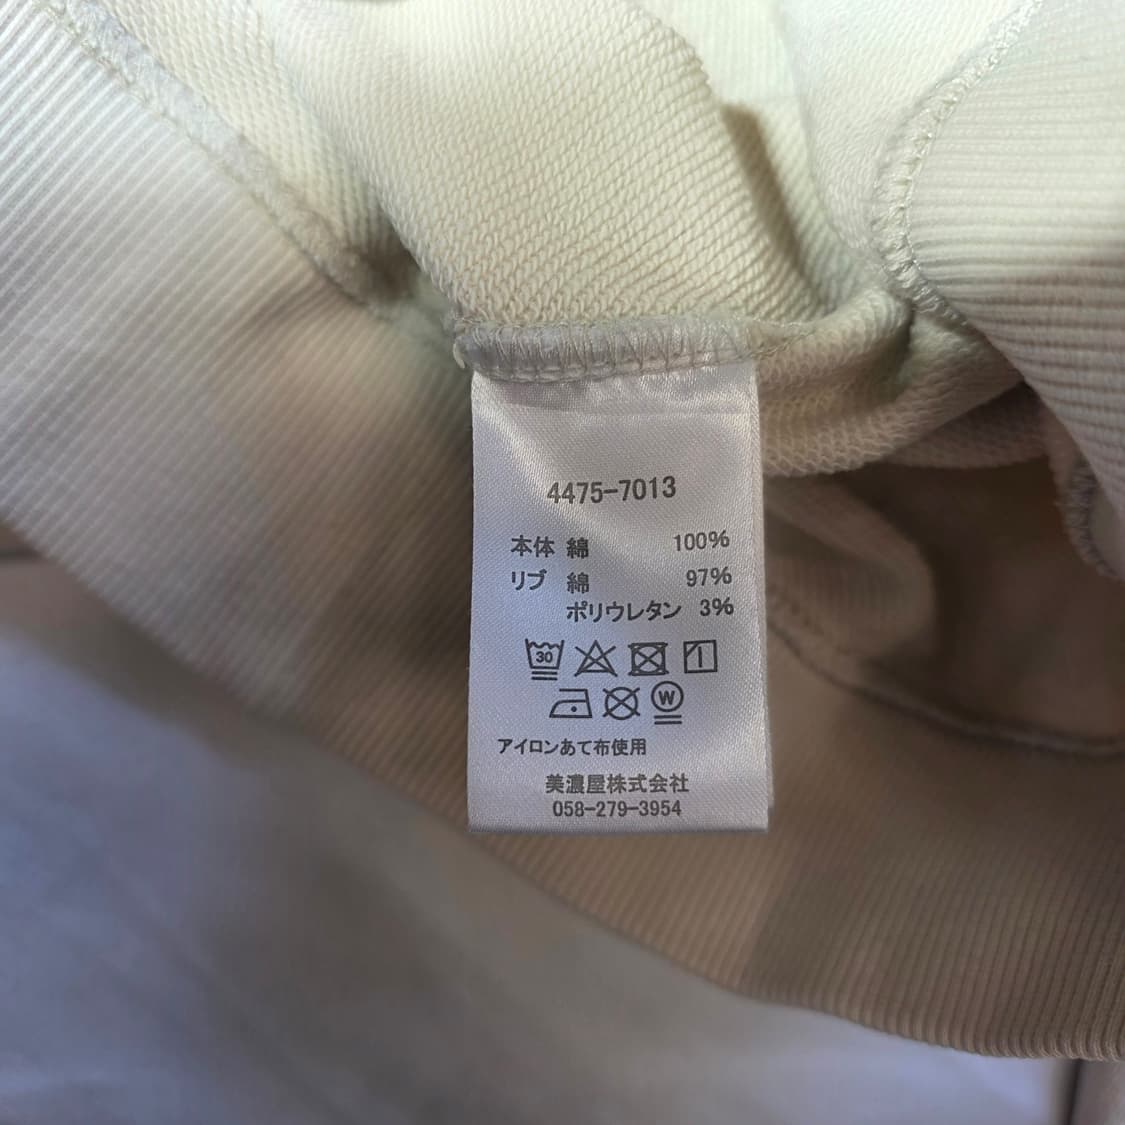 4475-7013
本体 綿 100%
リブ 綿 97%
ポリウレタン 3%
30
W
アイロンあて布使用
美濃屋株式会社
058-279-3954